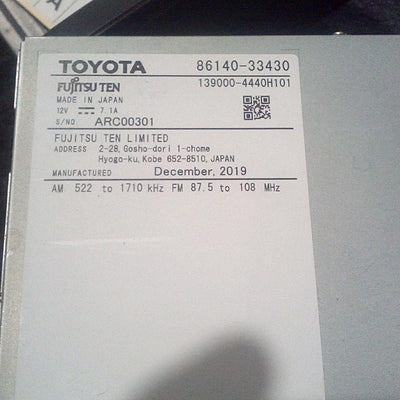 TOYOTA 86140-33430
FUJITSU TEN 139000-4440H101
MADE IN JAPAN
12V 7.1A
S/NO. ARC00301
FUJITSU TEN LIMITED
ADDRESS 2-28, Gosho-dori 1-chome
Hyogo-ku, Kobe 652-8510, JAPAN
MANUFACTURED December, 2019
AM 522 to 1710 kHz FM 87.5 to 108 MHz